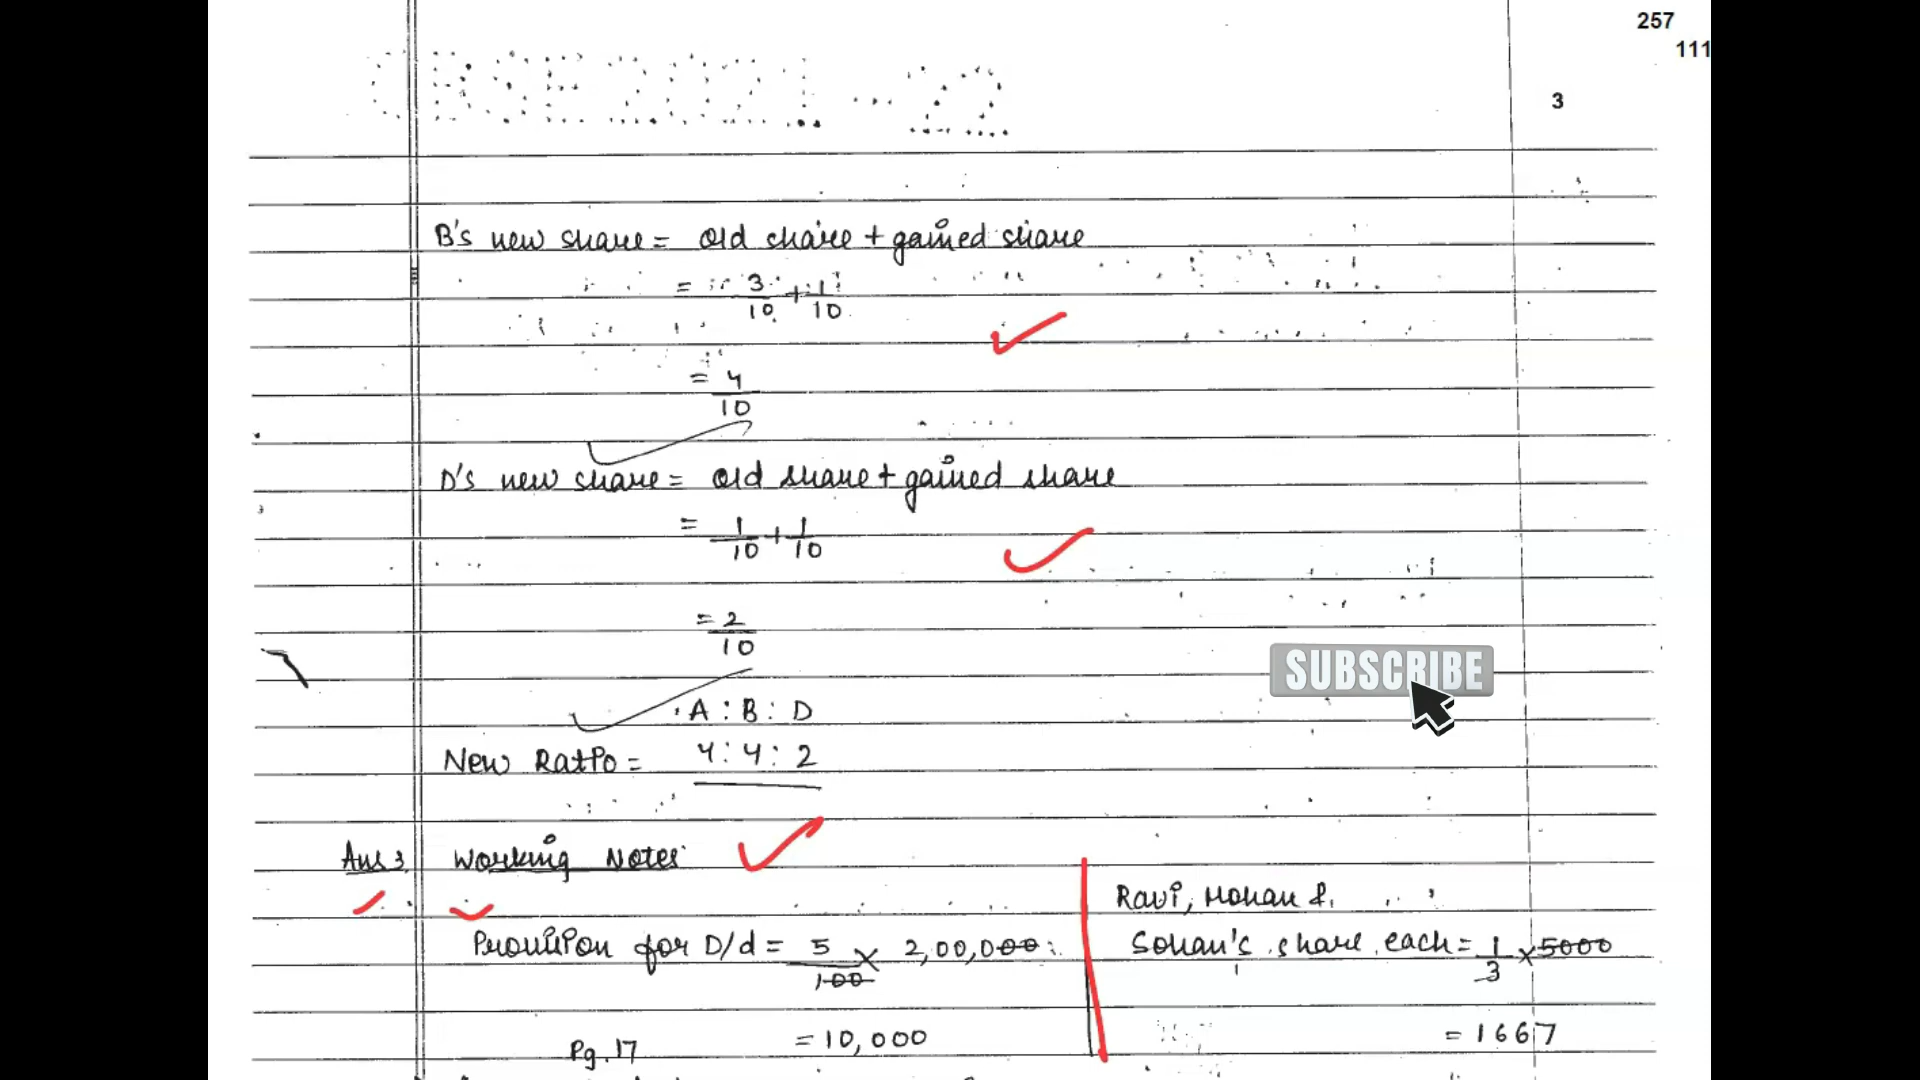 257
111
CBSE2021-22
3
B's new share = old share + gained share
= 3/10 + 1/10
= 4/10
D's new share = old share + gained share
= 1/10 + 1/10
= 2/10
SUBSCRIBE
A : B : D
New Ratio = 4 : 4 : 2
Ans 3. Working Notes
Provision for D/d = 5/100 × 2,00,000
= 10,000
Ravi, Mohan &
Sohan's share each = 1/3 × 5000
= 1667
Pg. 17